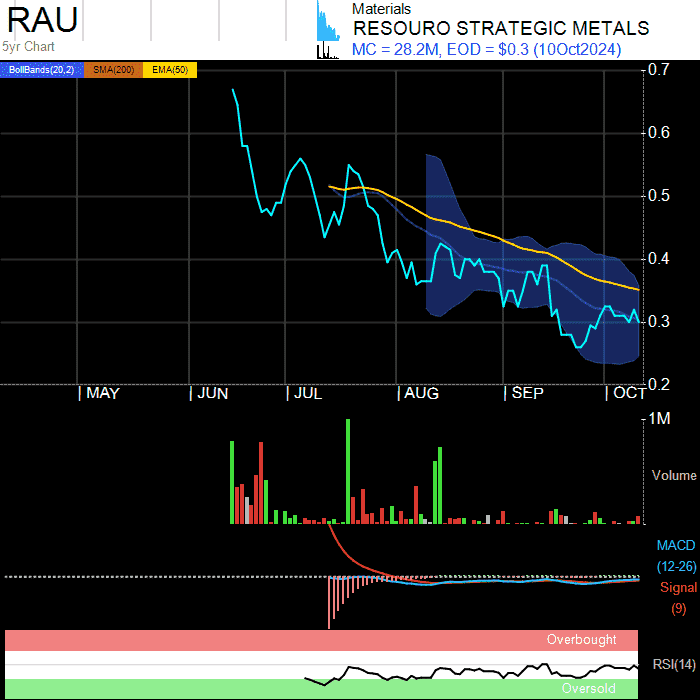 RAU
5yr Chart
Materials
RESOURO STRATEGIC METALS
MC = 28.2M, EOD = $0.3 (10Oct2024)
BollBands(20,2) SMA(200) EMA(50)
0.7
0.6
0.5
0.4
0.3
0.2
| MAY | JUN | JUL | AUG | SEP | OCT
1M
Volume
MACD
(12-26)
Signal
(9)
Overbought
RSI(14)
Oversold